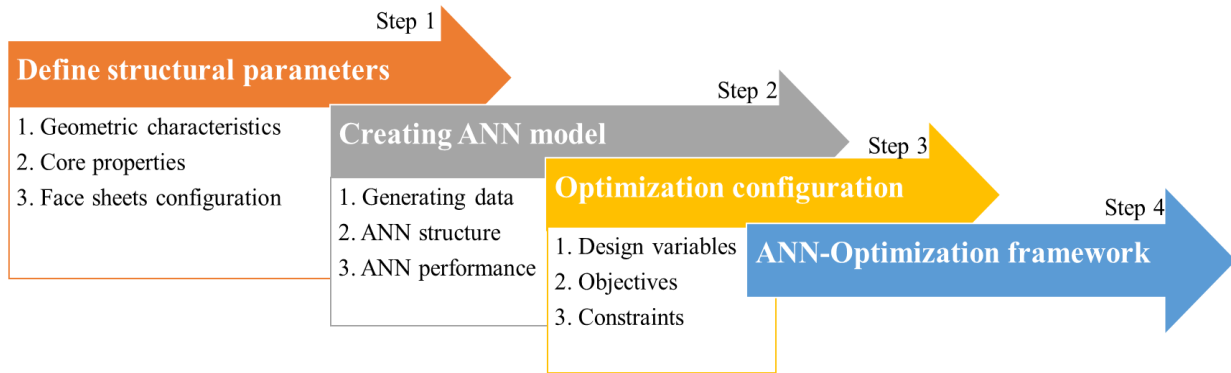 Step 1
Define structural parameters
1. Geometric characteristics
2. Core properties
3. Face sheets configuration
Step 2
Creating ANN model
1. Generating data
2. ANN structure
3. ANN performance
Step 3
Optimization configuration
1. Design variables
2. Objectives
3. Constraints
Step 4
ANN-Optimization framework